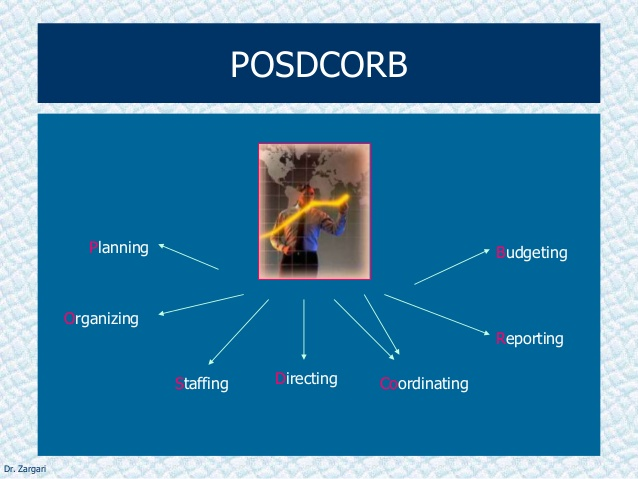 POSDCORB
Planning
Budgeting
Organizing
Reporting
Staffing
Directing
Coordinating
Dr. Zargari